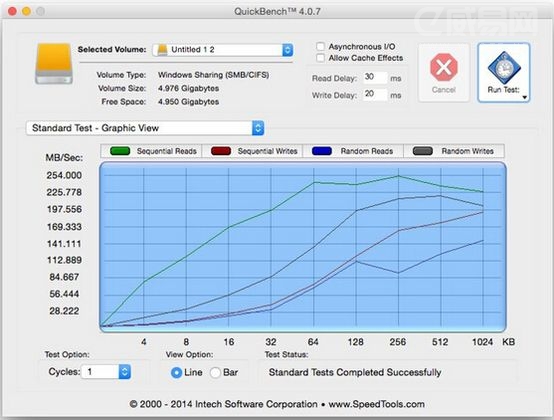 QuickBench™ 4.0.7
Selected Volume: Untitled 1 2
Volume Type: Windows Sharing (SMB/CIFS)
Volume Size: 4.976 Gigabytes
Free Space: 4.950 Gigabytes
Asynchronous I/O
Allow Cache Effects
Read Delay: 30 ms
Write Delay: 20 ms
Cancel
Run Test:
Standard Test - Graphic View
MB/Sec:
Sequential Reads Sequential Writes Random Reads Random Writes
254.000
225.778
197.556
169.333
141.111
112.889
84.667
56.444
28.222
4 8 16 32 64 128 256 512 1024 KB
Test Option: View Option: Test Status:
Cycles: 1 Line Bar Standard Tests Completed Successfully
© 2000 - 2014 Intech Software Corporation • www.SpeedTools.com